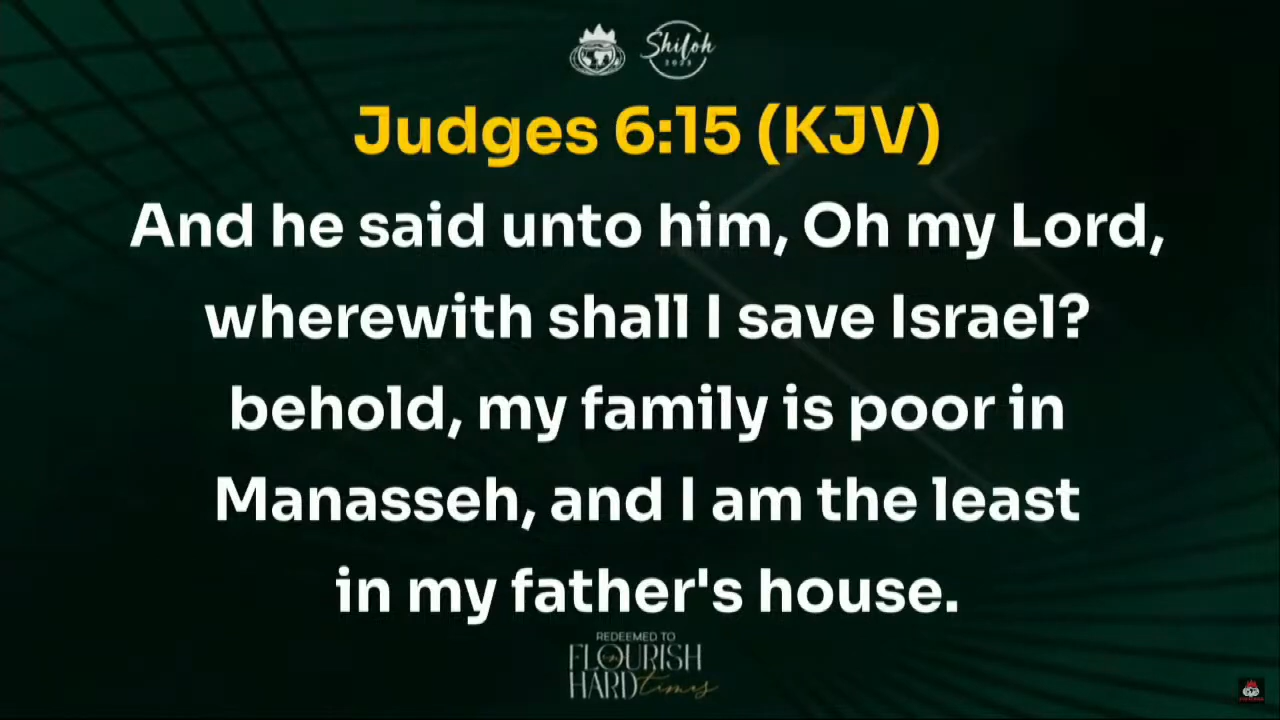 Shiloh
Judges 6:15 (KJV)
And he said unto him, Oh my Lord,
wherewith shall I save Israel?
behold, my family is poor in
Manasseh, and I am the least
in my father's house.
REDEEMED TO
FLOURISH
HARD times